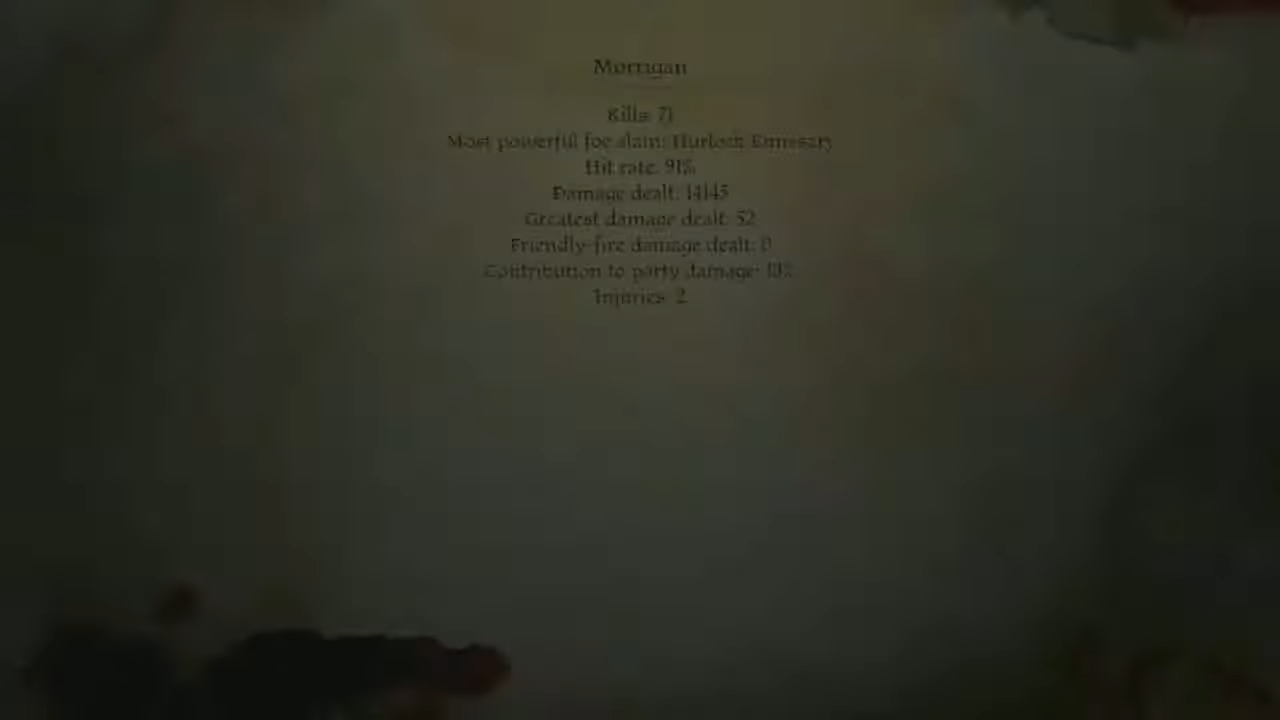 Morrigan
Kills: 71
Most powerful foe slain: Hurlock Emissary
Hit rate: 91%
Damage dealt: 14145
Greatest damage dealt: 52
Friendly-fire damage dealt: 0
Contribution to party damage: 13%
Injuries: 2